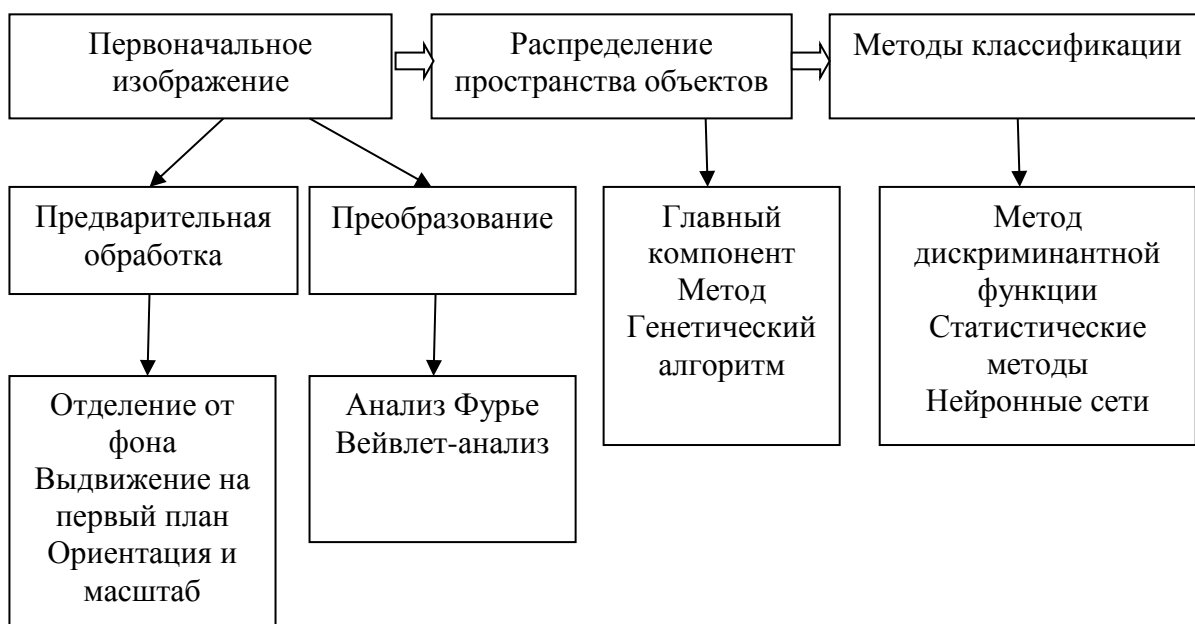 Первоначальное
изображение
Распределение
пространства объектов
Методы классификации
Предварительная
обработка
Преобразование
Главный
компонент
Метод
Генетический
алгоритм
Метод
дискриминантной
функции
Статистические
методы
Нейронные сети
Отделение от
фона
Выдвижение на
первый план
Ориентация и
масштаб
Анализ Фурье
Вейвлет-анализ